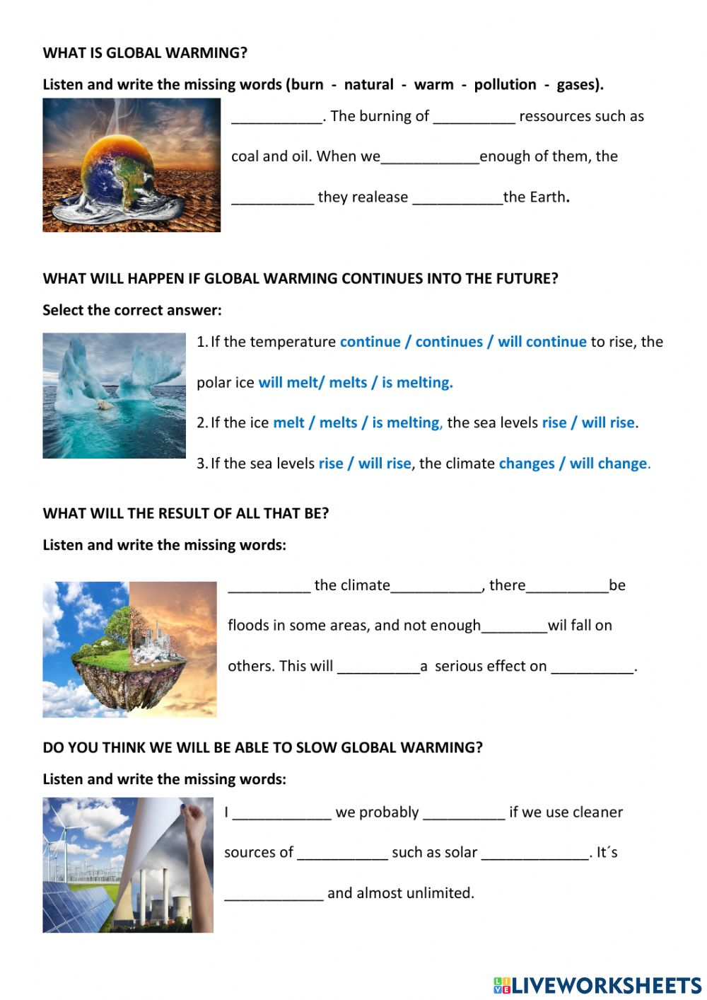 WHAT IS GLOBAL WARMING?
Listen and write the missing words (burn - natural - warm - pollution - gases).
___________. The burning of __________ ressources such as
coal and oil. When we____________enough of them, the
__________ they realease ___________the Earth.
WHAT WILL HAPPEN IF GLOBAL WARMING CONTINUES INTO THE FUTURE?
Select the correct answer:
1. If the temperature continue / continues / will continue to rise, the
polar ice will melt/ melts / is melting.
2. If the ice melt / melts / is melting, the sea levels rise / will rise.
3. If the sea levels rise / will rise, the climate changes / will change.
WHAT WILL THE RESULT OF ALL THAT BE?
Listen and write the missing words:
__________ the climate___________, there__________be
floods in some areas, and not enough________wil fall on
others. This will __________a serious effect on __________.
DO YOU THINK WE WILL BE ABLE TO SLOW GLOBAL WARMING?
Listen and write the missing words:
I ____________ we probably __________ if we use cleaner
sources of ___________ such as solar _____________. It´s
____________ and almost unlimited.
LIVE LIVEWORKSHEETS